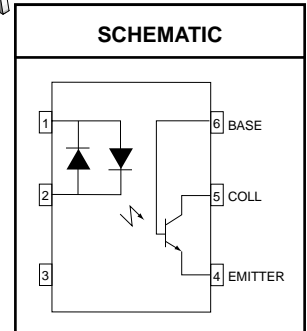 SCHEMATIC
1
6 BASE
2
5 COLL
3
4 EMITTER